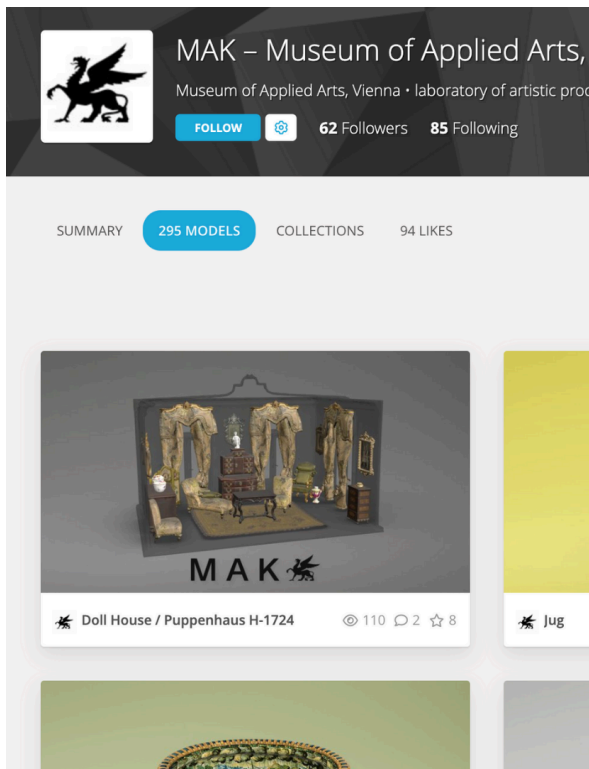 MAK – Museum of Applied Arts,
Museum of Applied Arts, Vienna • laboratory of artistic
FOLLOW 62 Followers 85 Following
SUMMARY 295 MODELS COLLECTIONS 94 LIKES
MAK
Doll House / Puppenhaus H-1724 110 2 8
Jug